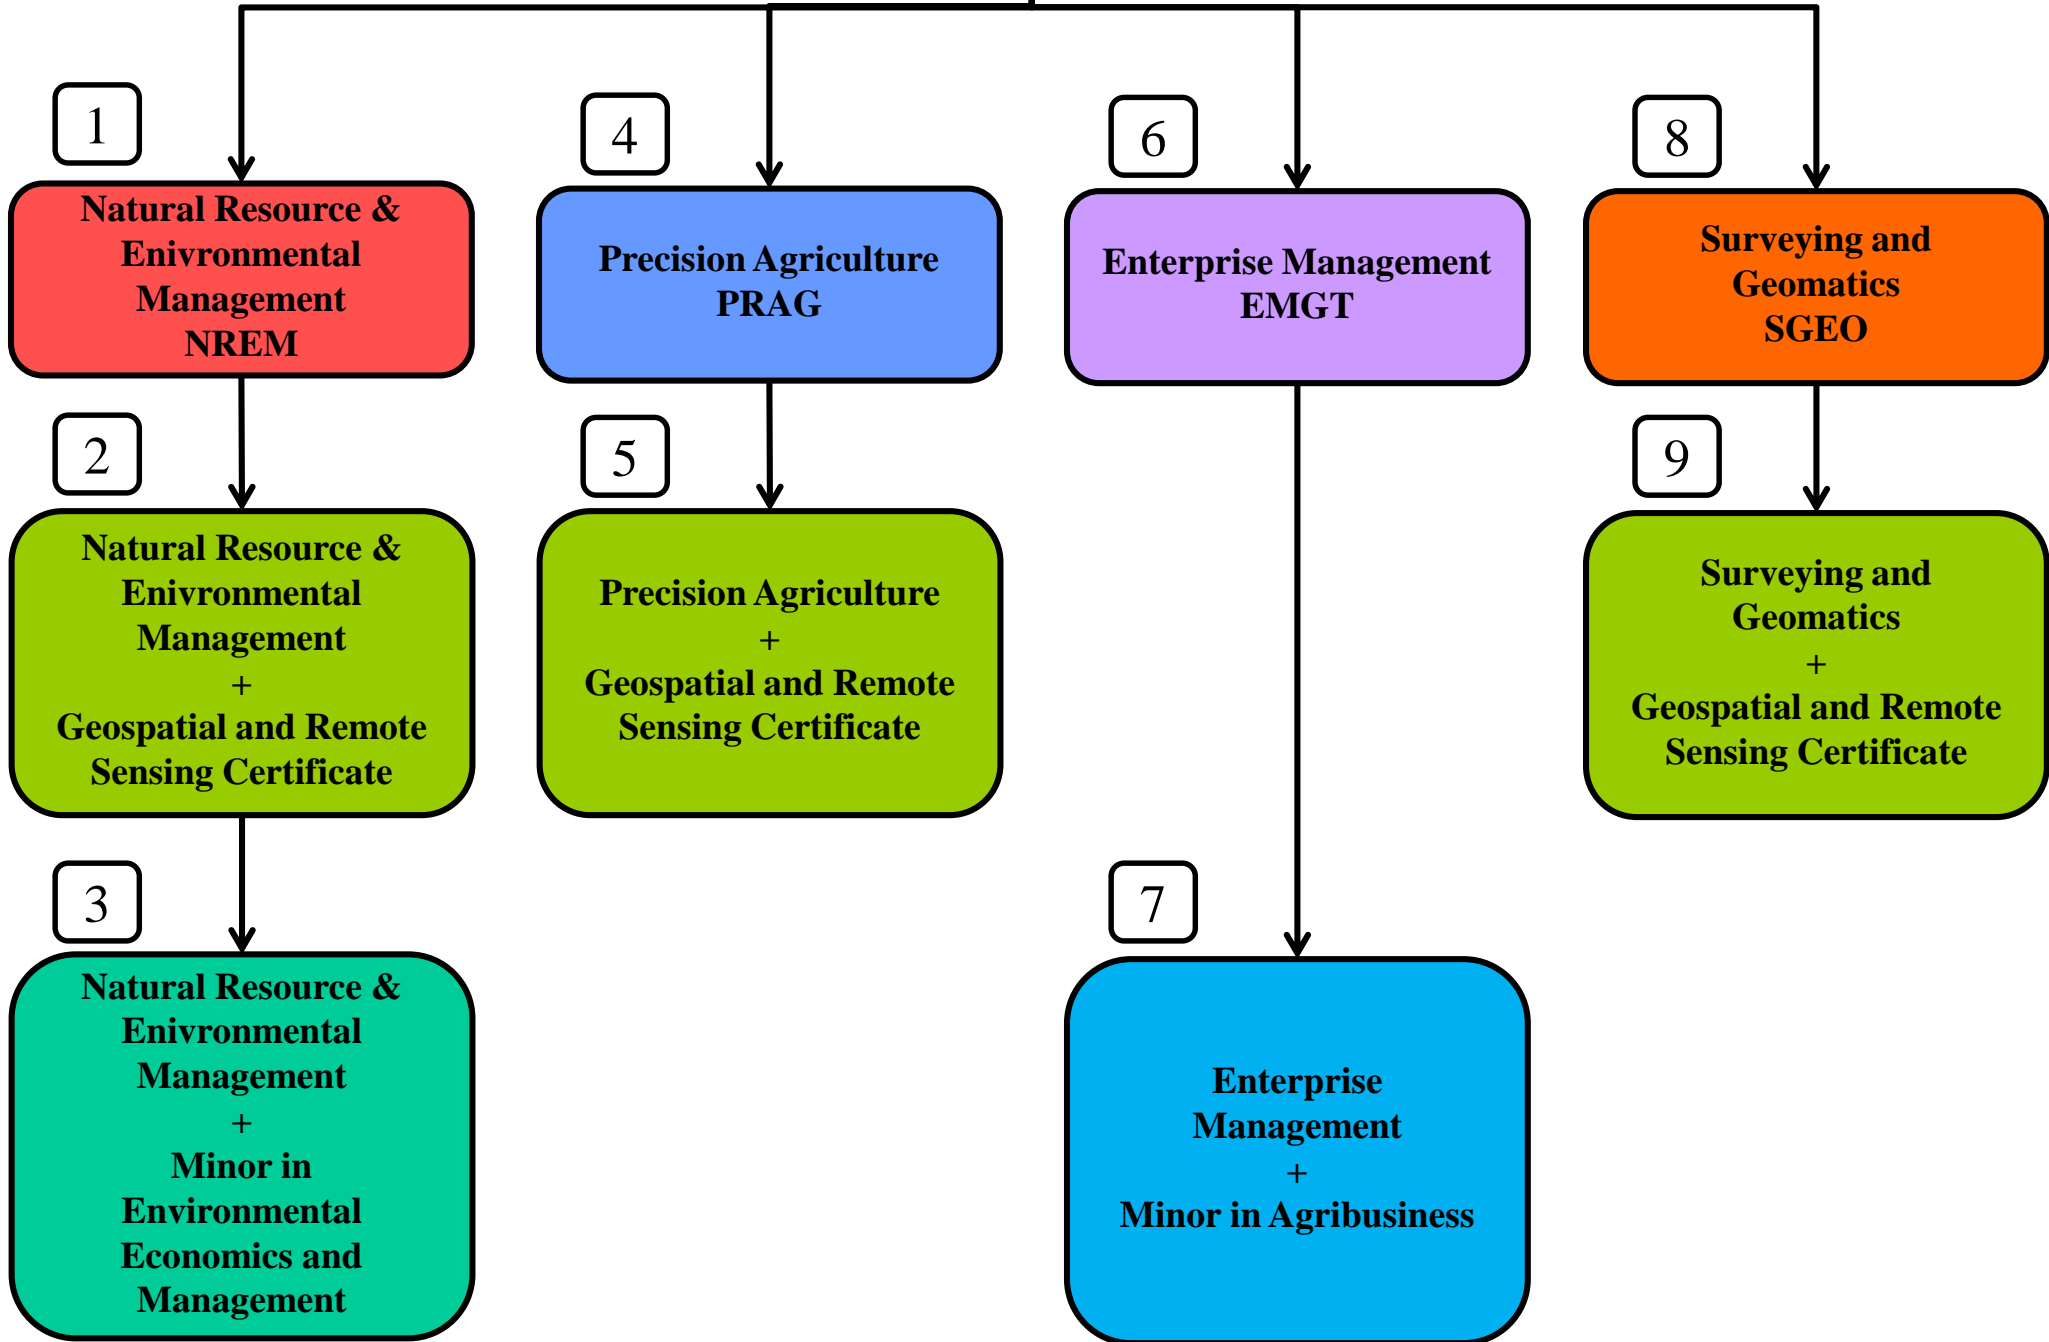 1
Natural Resource &
Enivronmental
Management
NREM
2
Natural Resource &
Enivronmental
Management
+
Geospatial and Remote
Sensing Certificate
3
Natural Resource &
Enivronmental
Management
+
Minor in
Environmental
Economics and
Management
4
Precision Agriculture
PRAG
5
Precision Agriculture
+
Geospatial and Remote
Sensing Certificate
6
Enterprise Management
EMGT
7
Enterprise
Management
+
Minor in Agribusiness
8
Surveying and
Geomatics
SGEO
9
Surveying and
Geomatics
+
Geospatial and Remote
Sensing Certificate